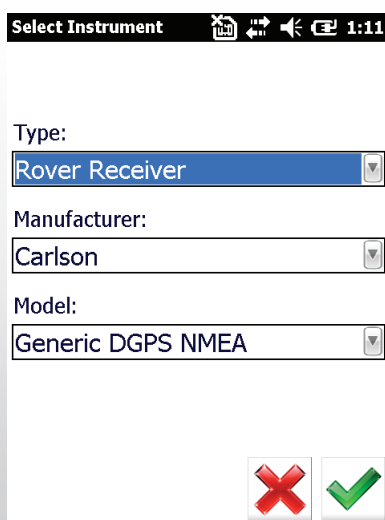 Select Instrument 1:11
Type:
Rover Receiver
Manufacturer:
Carlson
Model:
Generic DGPS NMEA